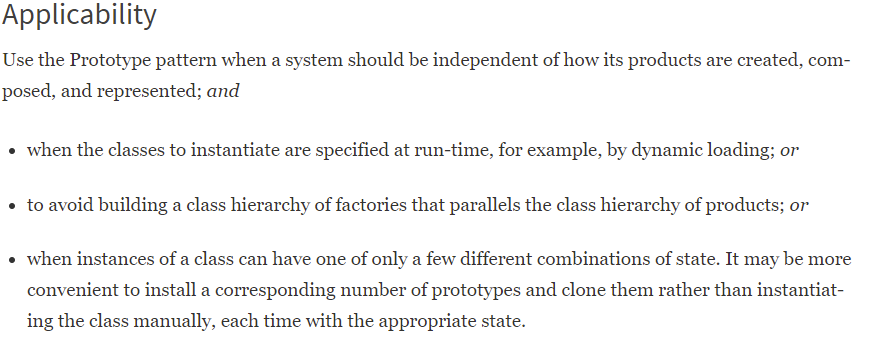 Applicability
Use the Prototype pattern when a system should be independent of how its products are created, com-
posed, and represented; and
• when the classes to instantiate are specified at run-time, for example, by dynamic loading; or
• to avoid building a class hierarchy of factories that parallels the class hierarchy of products; or
• when instances of a class can have one of only a few different combinations of state. It may be more
convenient to install a corresponding number of prototypes and clone them rather than instantiat-
ing the class manually, each time with the appropriate state.